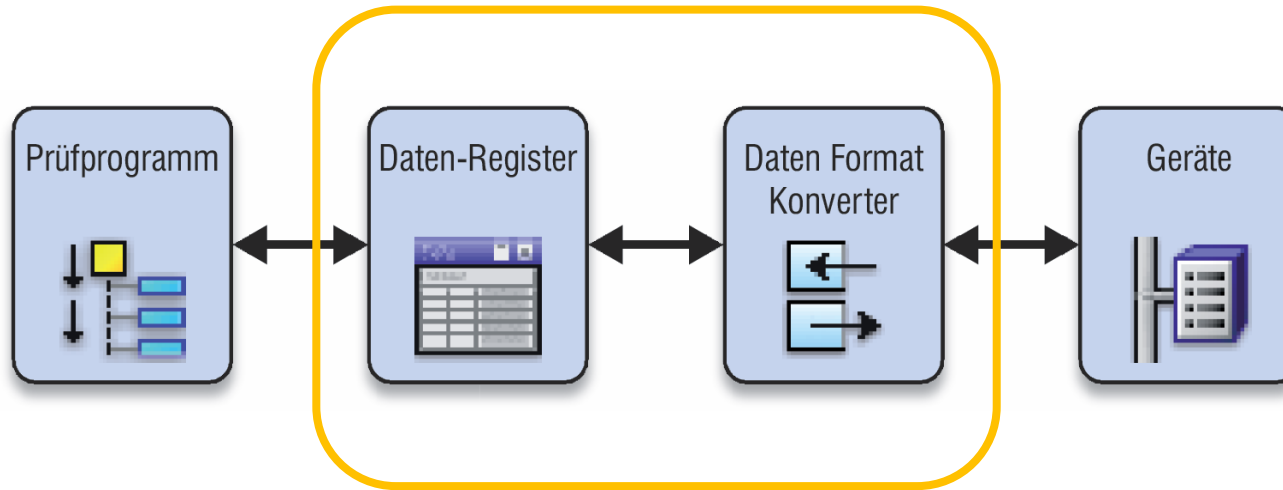 Prüfprogramm
Daten-Register
Daten Format
Konverter
Geräte